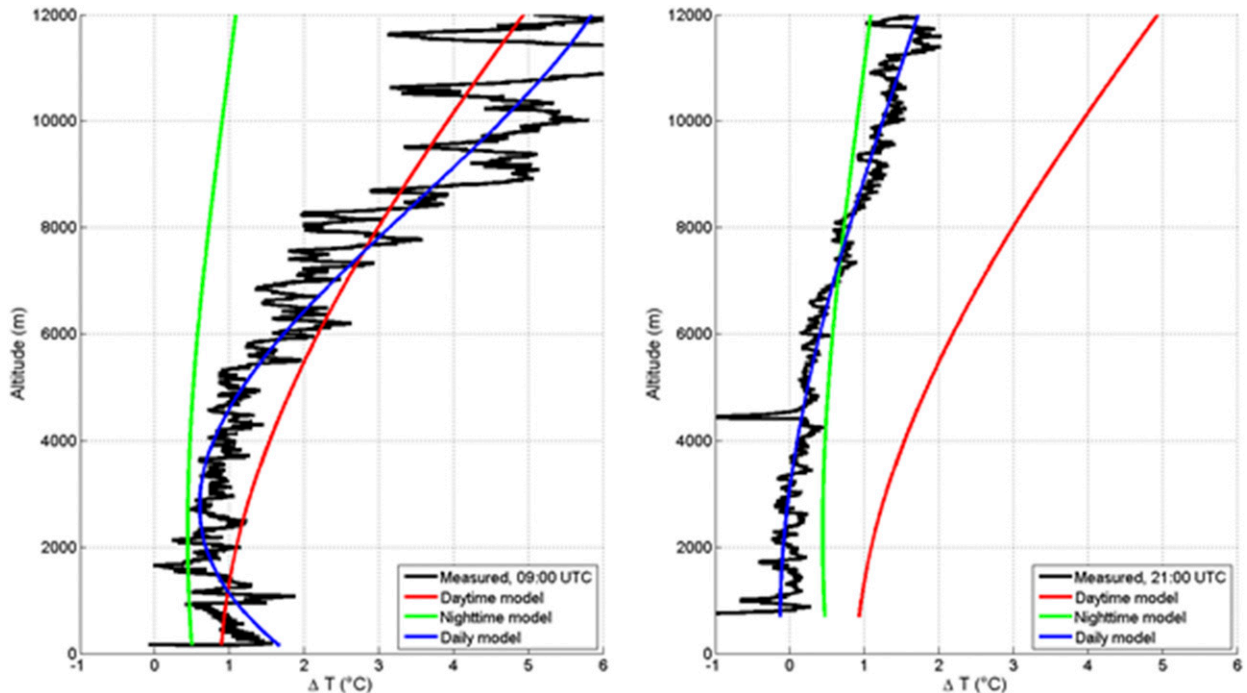 12000
10000
8000
6000
4000
2000
0
Altitude (m)
-1 0 1 2 3 4 5 6
Δ T (°C)
Measured, 09:00 UTC
Daytime model
Nighttime model
Daily model
12000
10000
8000
6000
4000
2000
0
Altitude (m)
-1 0 1 2 3 4 5 6
Δ T (°C)
Measured, 21:00 UTC
Daytime model
Nighttime model
Daily model